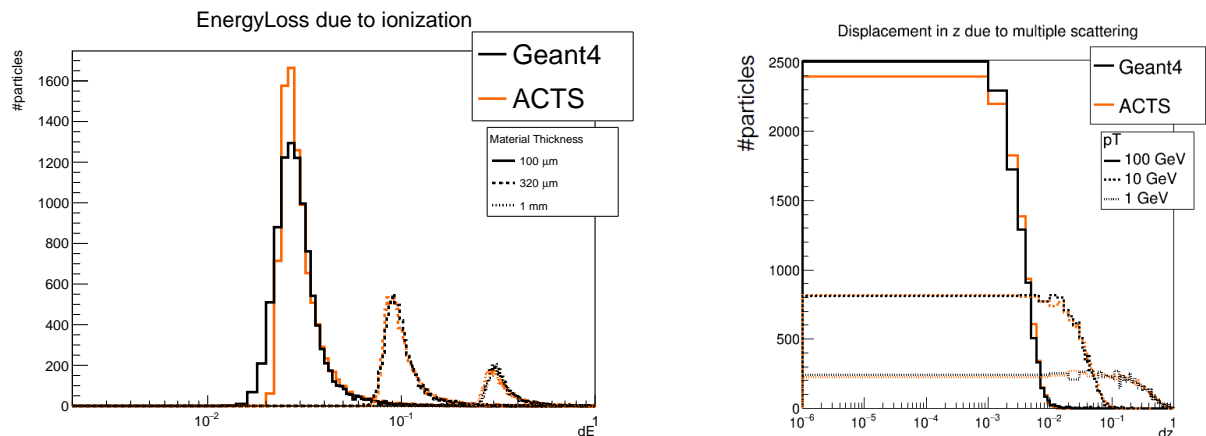 EnergyLoss due to ionization
#particles
1600
1400
1200
1000
800
600
400
200
0
10⁻²
10⁻¹
1
dE
Geant4
ACTS
Material Thickness
100 μm
320 μm
1 mm
Displacement in z due to multiple scattering
#particles
2500
2000
1500
1000
500
0
10⁻⁶
10⁻⁵
10⁻⁴
10⁻³
10⁻²
10⁻¹
1
dz
Geant4
ACTS
pT
100 GeV
10 GeV
1 GeV